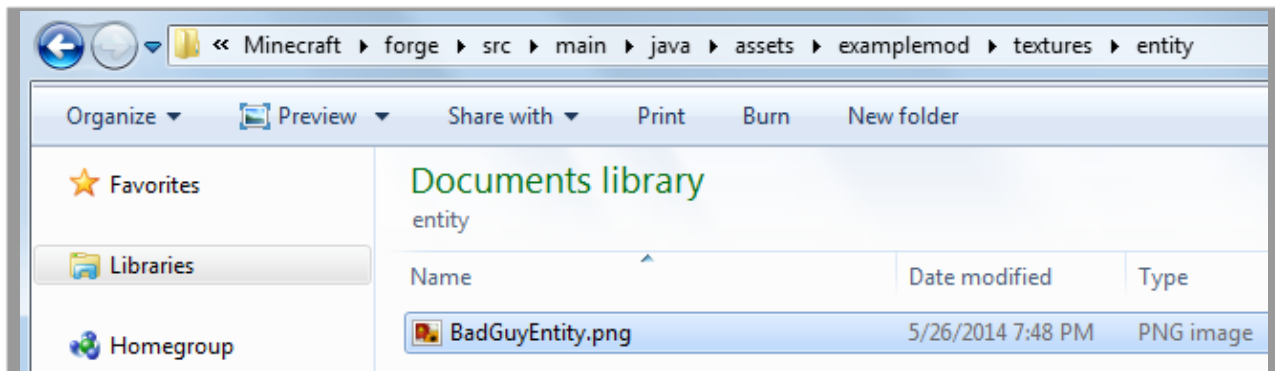 « Minecraft ▸ forge ▸ src ▸ main ▸ java ▸ assets ▸ examplemod ▸ textures ▸ entity
Organize ▾ Preview ▾ Share with ▾ Print Burn New folder
Favorites
Documents library
entity
Libraries
Name Date modified Type
BadGuyEntity.png 5/26/2014 7:48 PM PNG image
Homegroup